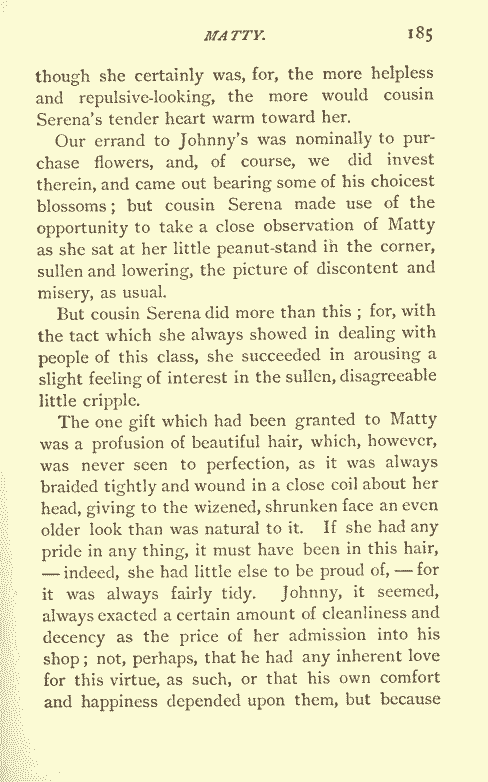 MATTY. 185
though she certainly was, for, the more helpless
and repulsive-looking, the more would cousin
Serena's tender heart warm toward her.
Our errand to Johnny's was nominally to pur-
chase flowers, and, of course, we did invest
therein, and came out bearing some of his choicest
blossoms; but cousin Serena made use of the
opportunity to take a close observation of Matty
as she sat at her little peanut-stand in the corner,
sullen and lowering, the picture of discontent and
misery, as usual.
But cousin Serena did more than this; for, with
the tact which she always showed in dealing with
people of this class, she succeeded in arousing a
slight feeling of interest in the sullen, disagreeable
little cripple.
The one gift which had been granted to Matty
was a profusion of beautiful hair, which, however,
was never seen to perfection, as it was always
braided tightly and wound in a close coil about her
head, giving to the wizened, shrunken face an even
older look than was natural to it. If she had any
pride in any thing, it must have been in this hair,
— indeed, she had little else to be proud of, — for
it was always fairly tidy. Johnny, it seemed,
always exacted a certain amount of cleanliness and
decency as the price of her admission into his
shop; not, perhaps, that he had any inherent love
for this virtue, as such, or that his own comfort
and happiness depended upon them, but because